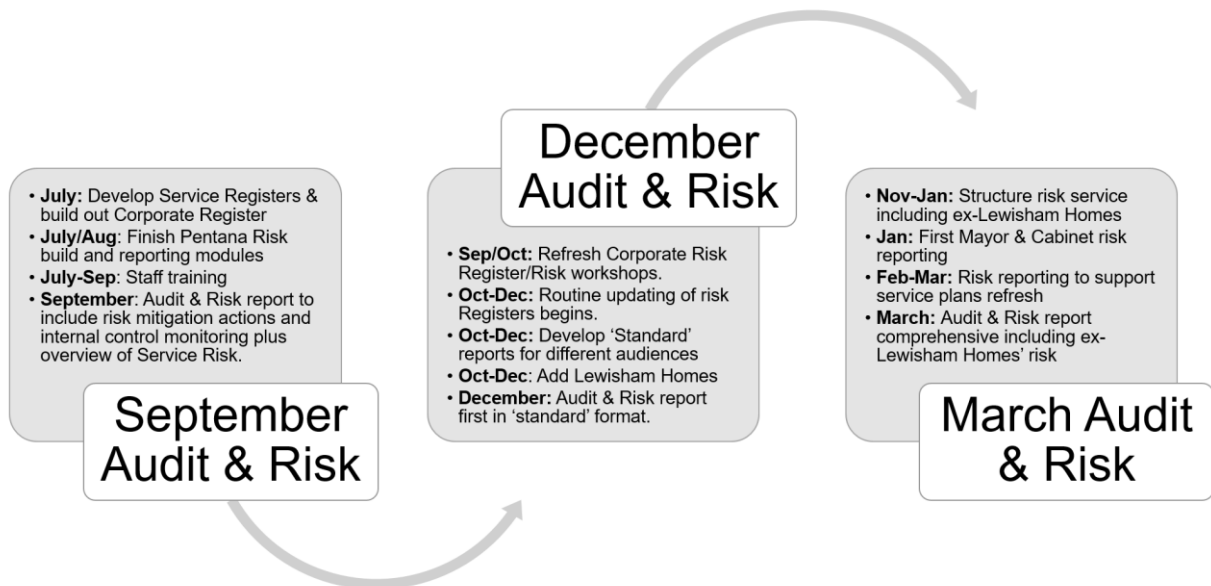 • July: Develop Service Registers &
build out Corporate Register
• July/Aug: Finish Pentana Risk
build and reporting modules
• July-Sep: Staff training
• September: Audit & Risk report to
include risk mitigation actions and
internal control monitoring plus
overview of Service Risk.
September
Audit & Risk
December
Audit & Risk
• Sep/Oct: Refresh Corporate Risk
Register/Risk workshops.
• Oct-Dec: Routine updating of risk
Registers begins.
• Oct-Dec: Develop ‘Standard’
reports for different audiences
• Oct-Dec: Add Lewisham Homes
• December: Audit & Risk report
first in ‘standard’ format.
• Nov-Jan: Structure risk service
including ex-Lewisham Homes
• Jan: First Mayor & Cabinet risk
reporting
• Feb-Mar: Risk reporting to support
service plans refresh
• March: Audit & Risk report
comprehensive including ex-
Lewisham Homes’ risk
March Audit
& Risk